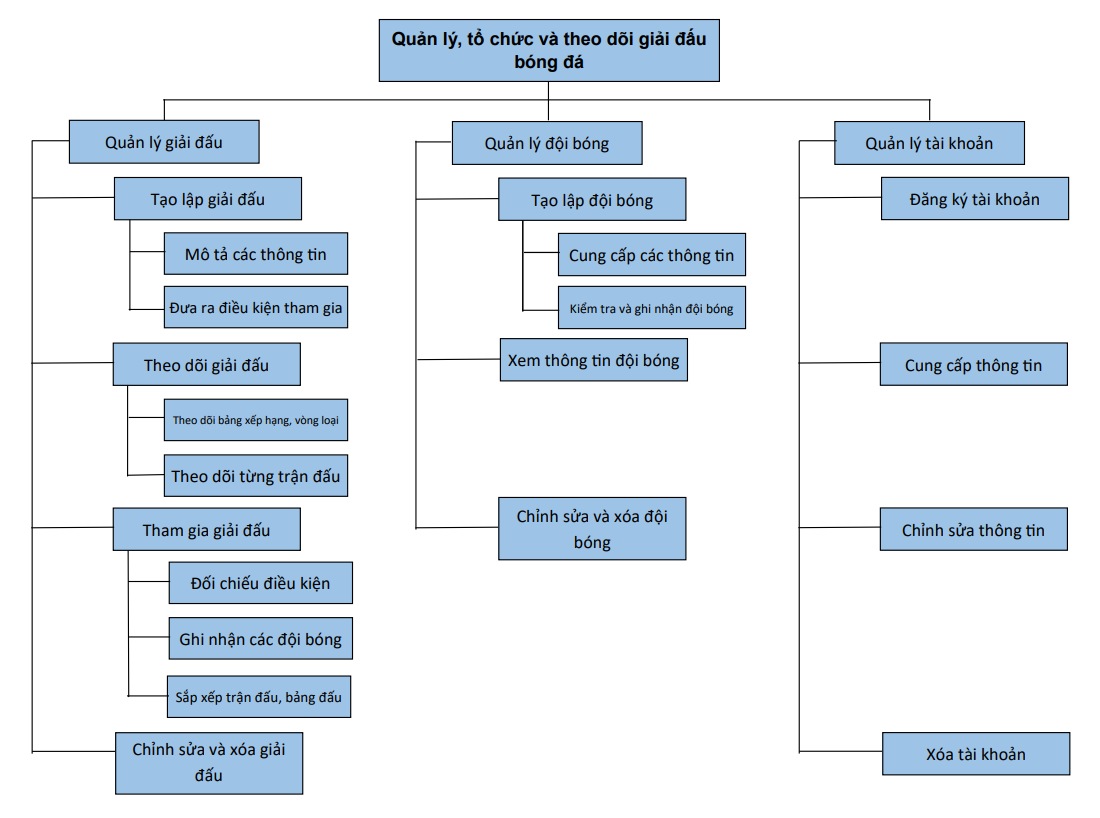 Quản lý, tổ chức và theo dõi giải đấu
bóng đá
Quản lý giải đấu
Tạo lập giải đấu
Mô tả các thông tin
Đưa ra điều kiện tham gia
Theo dõi giải đấu
Theo dõi bảng xếp hạng, vòng loại
Theo dõi từng trận đấu
Tham gia giải đấu
Đối chiếu điều kiện
Ghi nhận các đội bóng
Sắp xếp trận đấu, bảng đấu
Chỉnh sửa và xóa giải
đấu
Quản lý đội bóng
Tạo lập đội bóng
Cung cấp các thông tin
Kiểm tra và ghi nhận đội bóng
Xem thông tin đội bóng
Chỉnh sửa và xóa đội
bóng
Quản lý tài khoản
Đăng ký tài khoản
Cung cấp thông tin
Chỉnh sửa thông tin
Xóa tài khoản